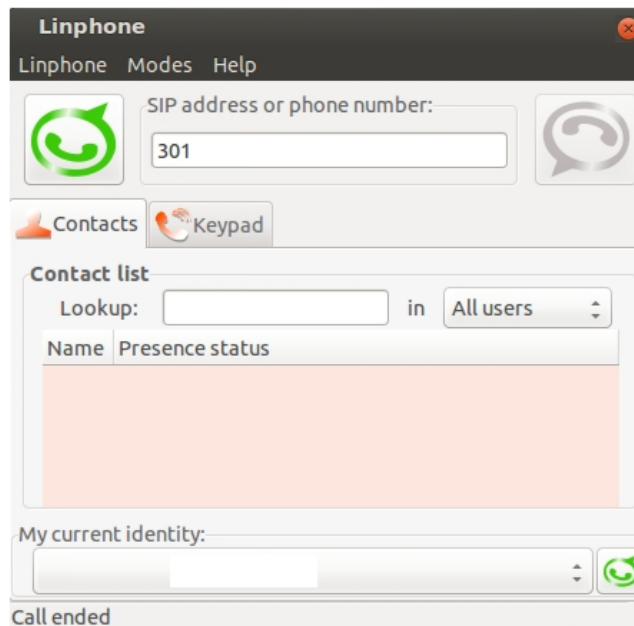 Linphone
Linphone Modes Help
SIP address or phone number:
301
Contacts Keypad
Contact list
Lookup: in All users
Name Presence status
My current identity:
Call ended